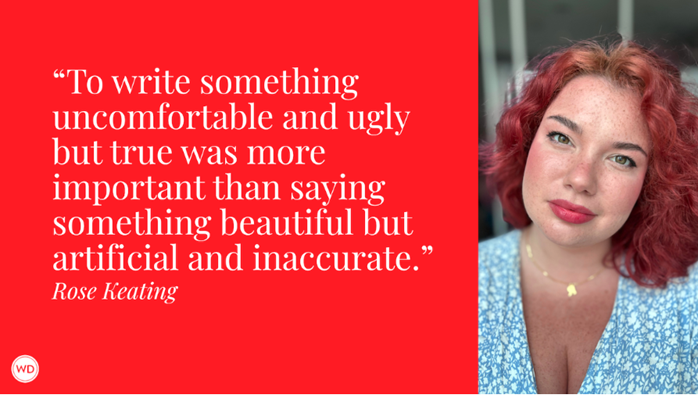 “To write something
uncomfortable and ugly
but true was more
important than saying
something beautiful but
artificial and inaccurate.”
Rose Keating
WD